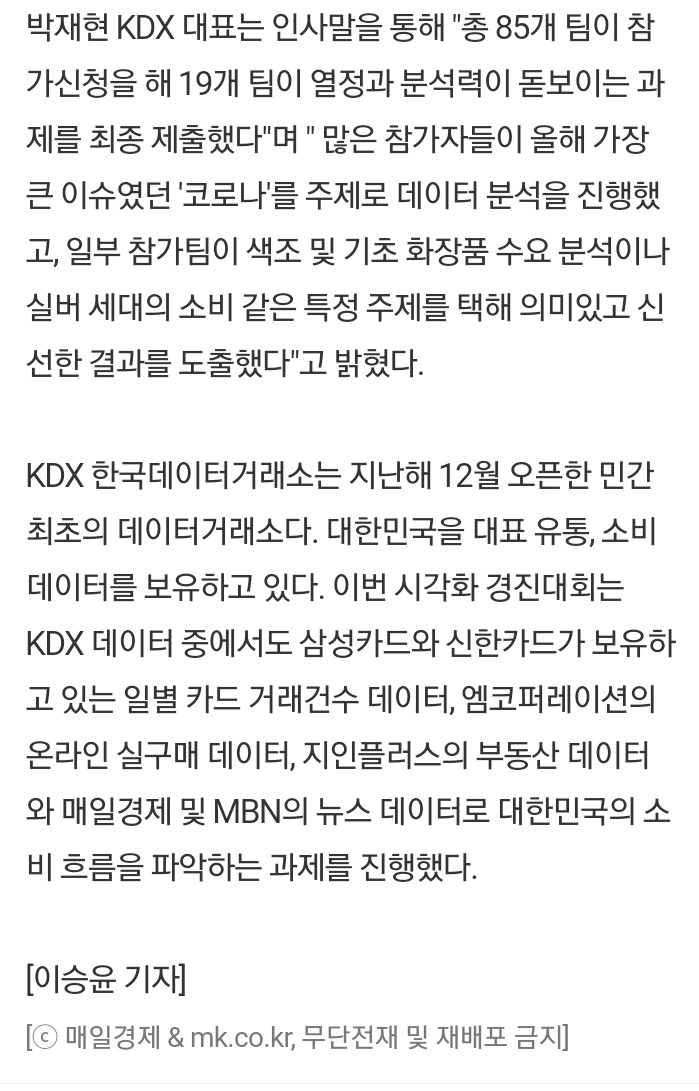 박재현 KDX 대표는 인사말을 통해 "총 85개 팀이 참
가신청을 해 19개 팀이 열정과 분석력이 돋보이는 과
제를 최종 제출했다"며 " 많은 참가자들이 올해 가장
큰 이슈였던 '코로나'를 주제로 데이터 분석을 진행했
고, 일부 참가팀이 색조 및 기초 화장품 수요 분석이나
실버 세대의 소비 같은 특정 주제를 택해 의미있고 신
선한 결과를 도출했다"고 밝혔다.
KDX 한국데이터거래소는 지난해 12월 오픈한 민간
최초의 데이터거래소다. 대한민국을 대표 유통, 소비
데이터를 보유하고 있다. 이번 시각화 경진대회는
KDX 데이터 중에서도 삼성카드와 신한카드가 보유하
고 있는 일별 카드 거래건수 데이터, 엠코퍼레이션의
온라인 실구매 데이터, 지인플러스의 부동산 데이터
와 매일경제 및 MBN의 뉴스 데이터로 대한민국의 소
비 흐름을 파악하는 과제를 진행했다.
[이승윤 기자]
[ⓒ 매일경제 & mk.co.kr, 무단전재 및 재배포 금지]